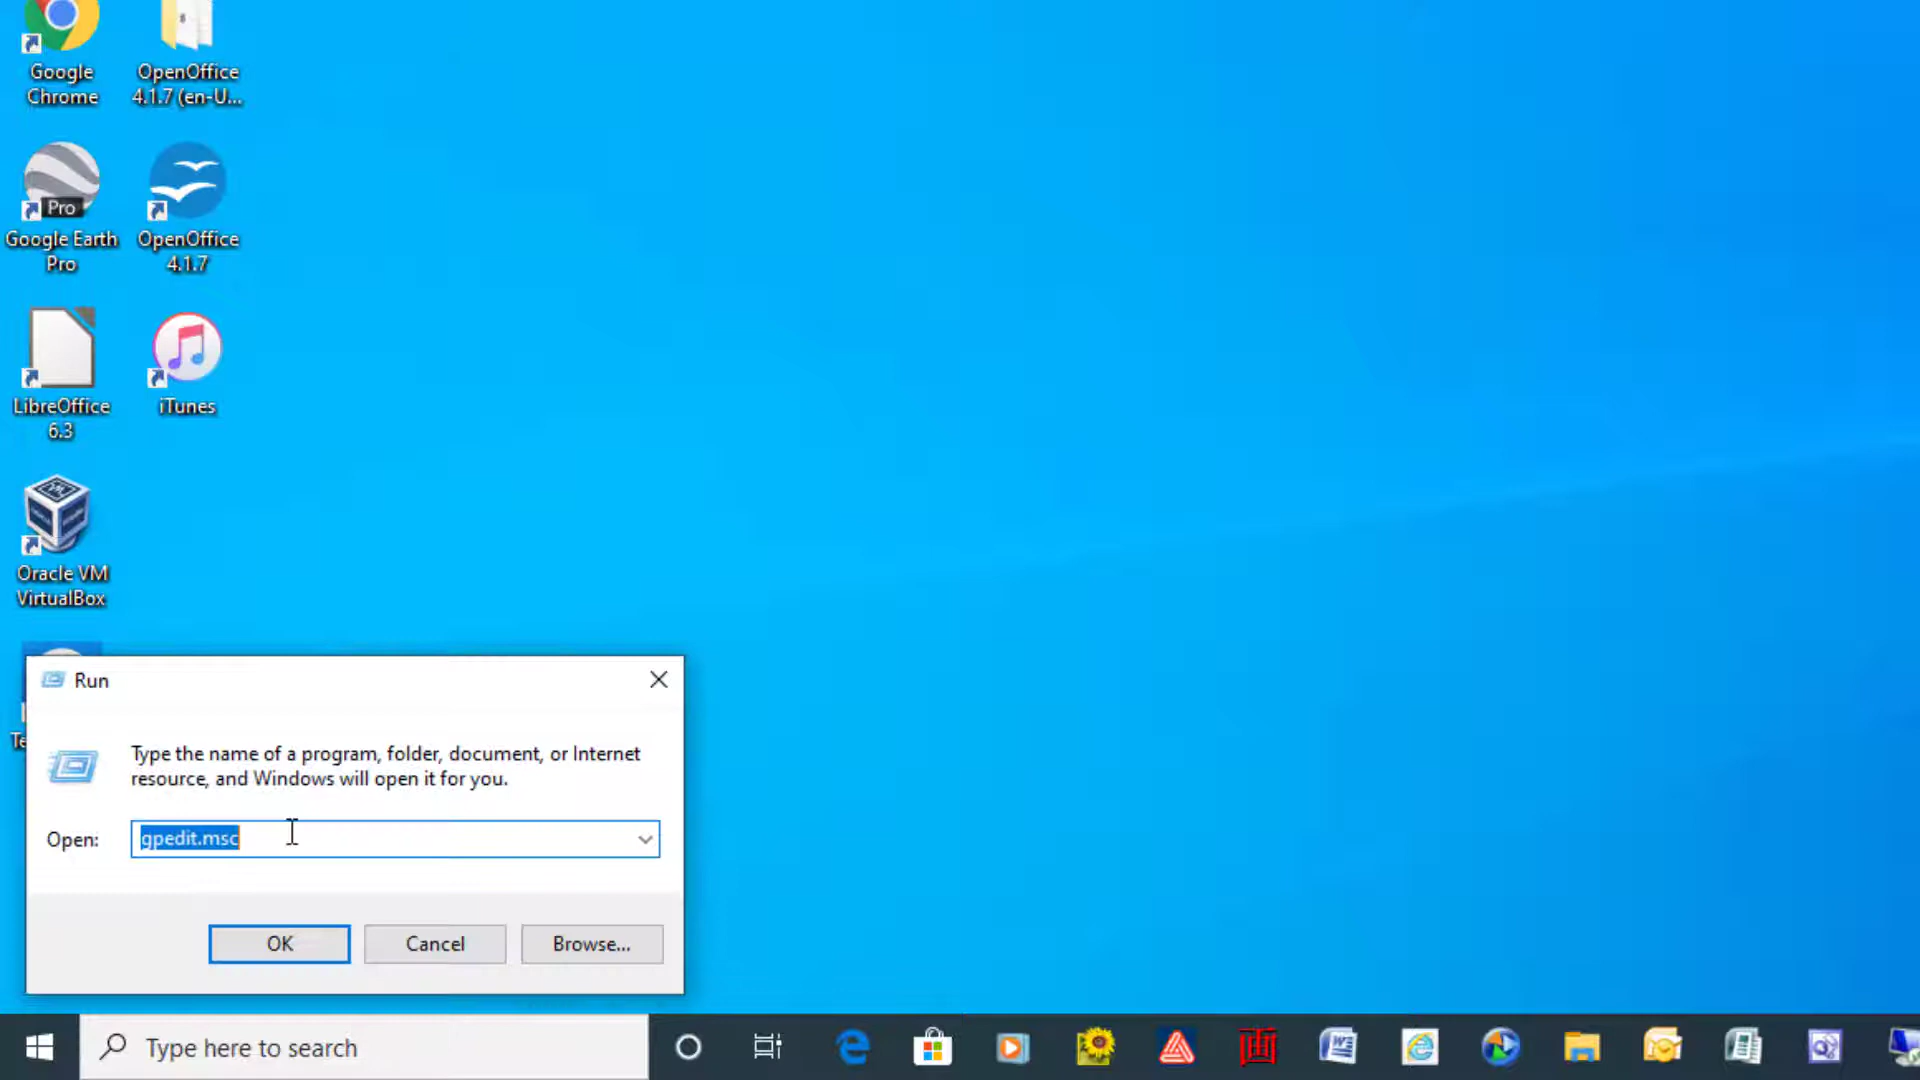 Google
Chrome
OpenOffice
4.1.7 (en-U...
Pro
Google Earth
Pro
OpenOffice
4.1.7
LibreOffice
6.3
iTunes
Oracle VM
VirtualBox
Te
Run
Type the name of a program, folder, document, or Internet
resource, and Windows will open it for you.
Open:
gpedit.msc
OK
Cancel
Browse...
Type here to search